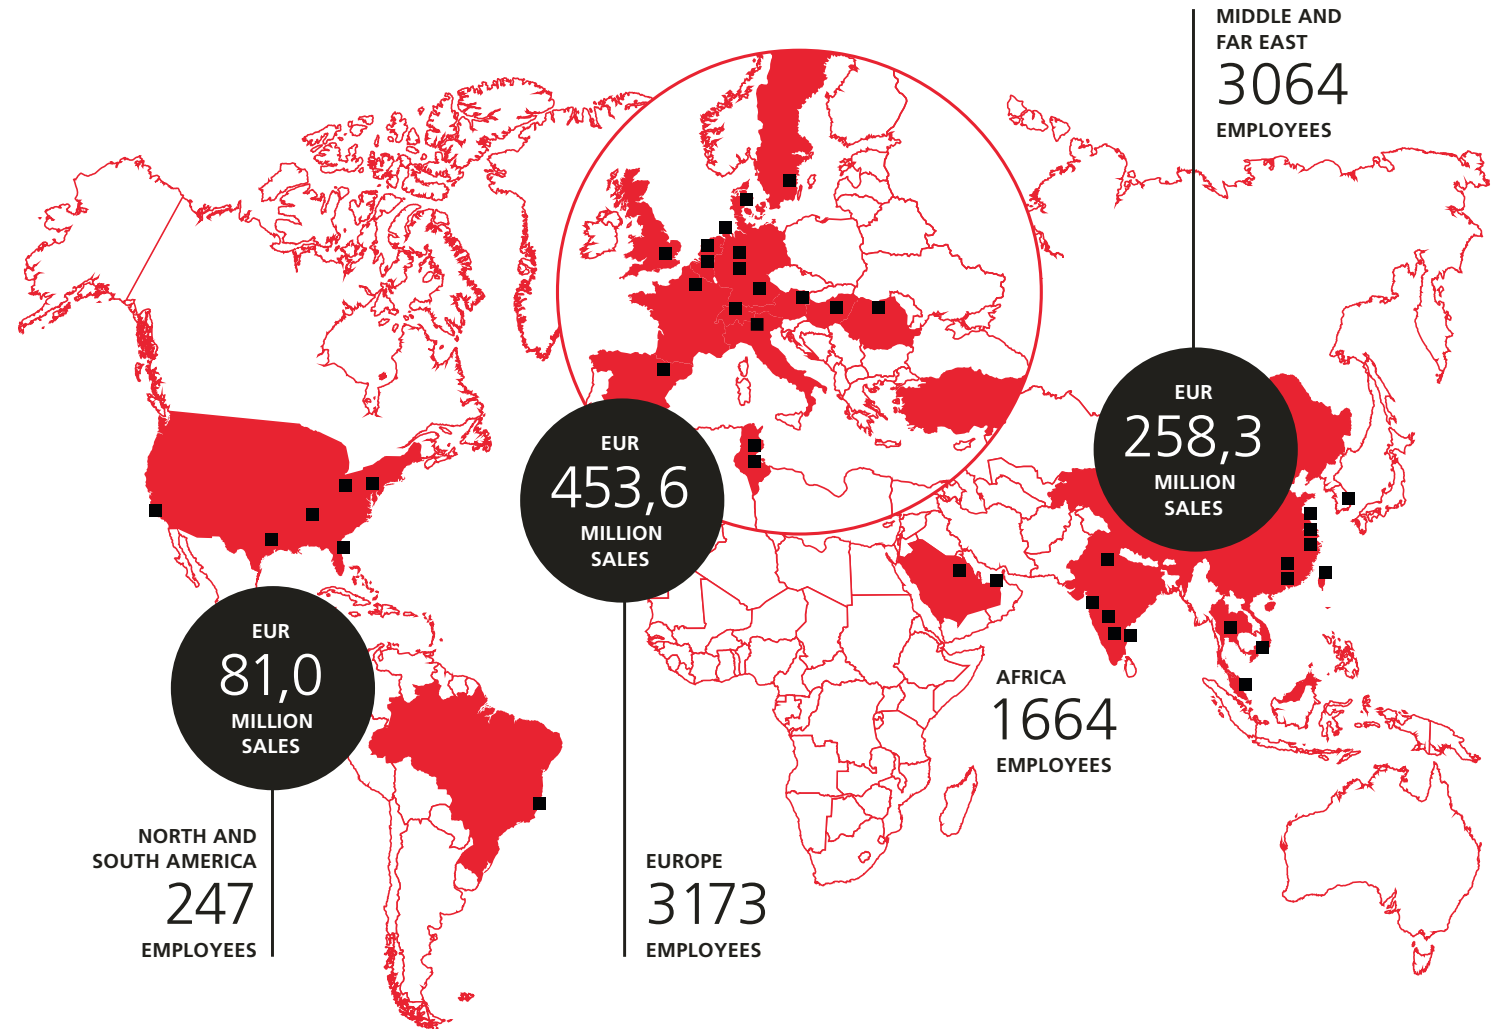 MIDDLE AND
FAR EAST
3064
EMPLOYEES
EUR
258,3
MILLION
SALES
EUR
453,6
MILLION
SALES
EUR
81,0
MILLION
SALES
AFRICA
1664
EMPLOYEES
NORTH AND
SOUTH AMERICA
247
EMPLOYEES
EUROPE
3173
EMPLOYEES